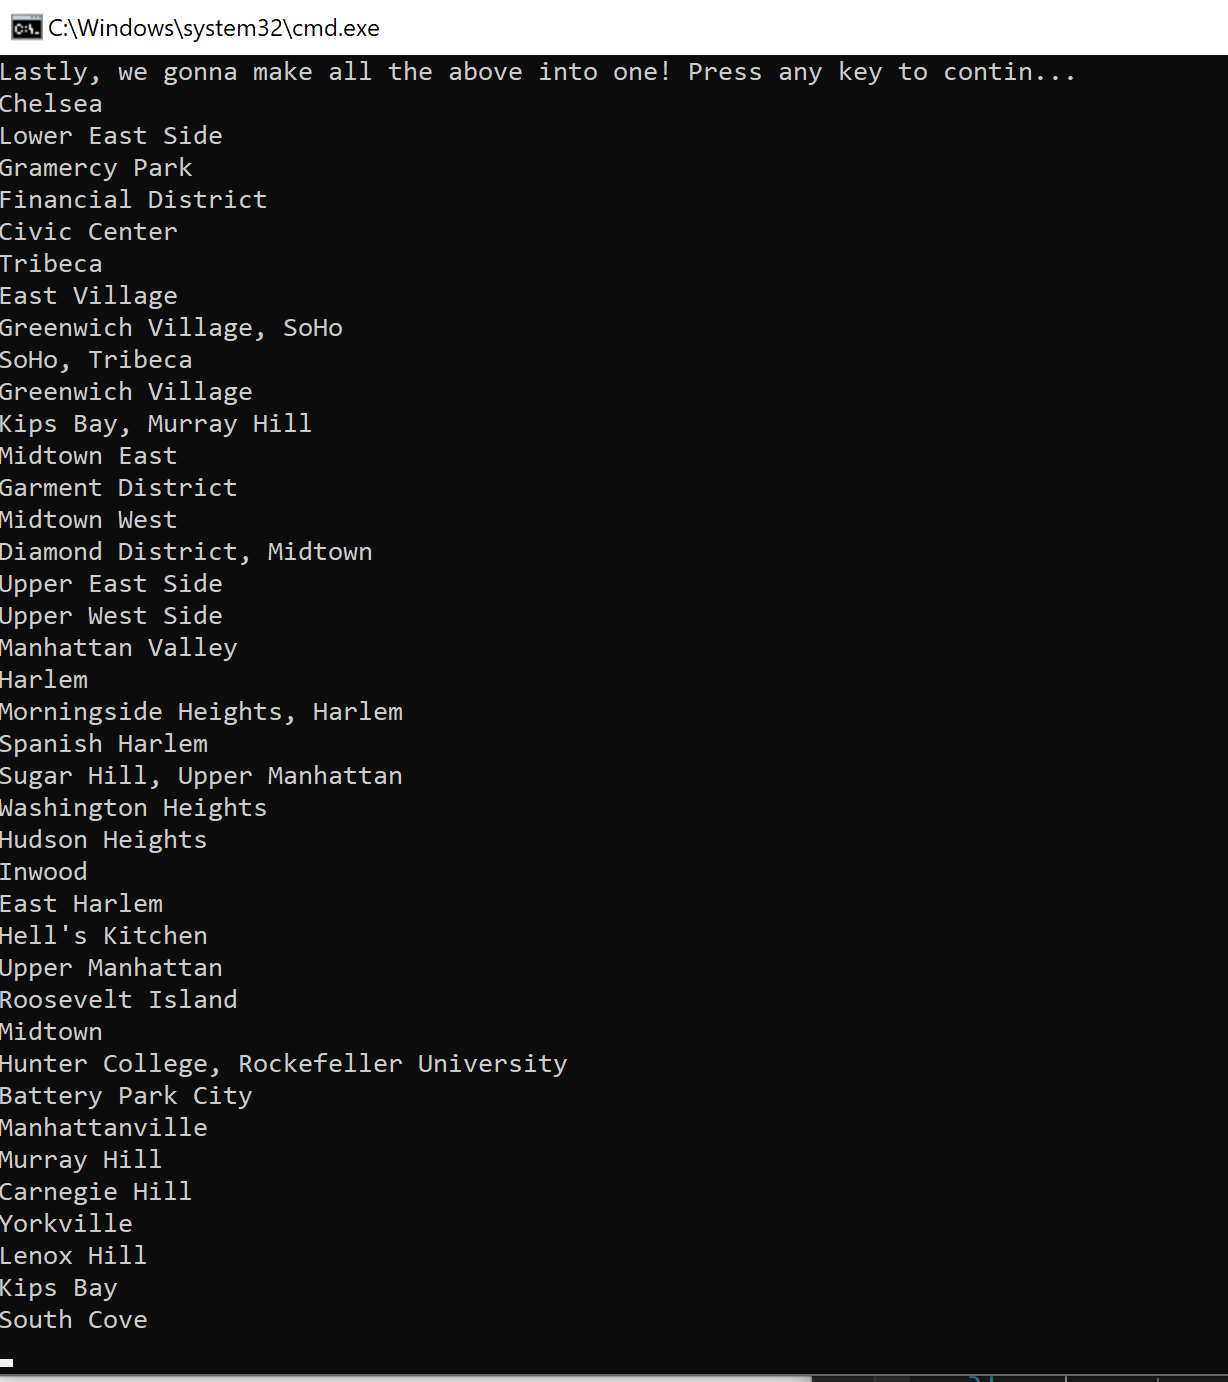 C:\Windows\system32\cmd.exe
Lastly, we gonna make all the above into one! Press any key to contin...
Chelsea
Lower East Side
Gramercy Park
Financial District
Civic Center
Tribeca
East Village
Greenwich Village, SoHo
SoHo, Tribeca
Greenwich Village
Kips Bay, Murray Hill
Midtown East
Garment District
Midtown West
Diamond District, Midtown
Upper East Side
Upper West Side
Manhattan Valley
Harlem
Morningside Heights, Harlem
Spanish Harlem
Sugar Hill, Upper Manhattan
Washington Heights
Hudson Heights
Inwood
East Harlem
Hell's Kitchen
Upper Manhattan
Roosevelt Island
Midtown
Hunter College, Rockefeller University
Battery Park City
Manhattanville
Murray Hill
Carnegie Hill
Yorkville
Lenox Hill
Kips Bay
South Cove